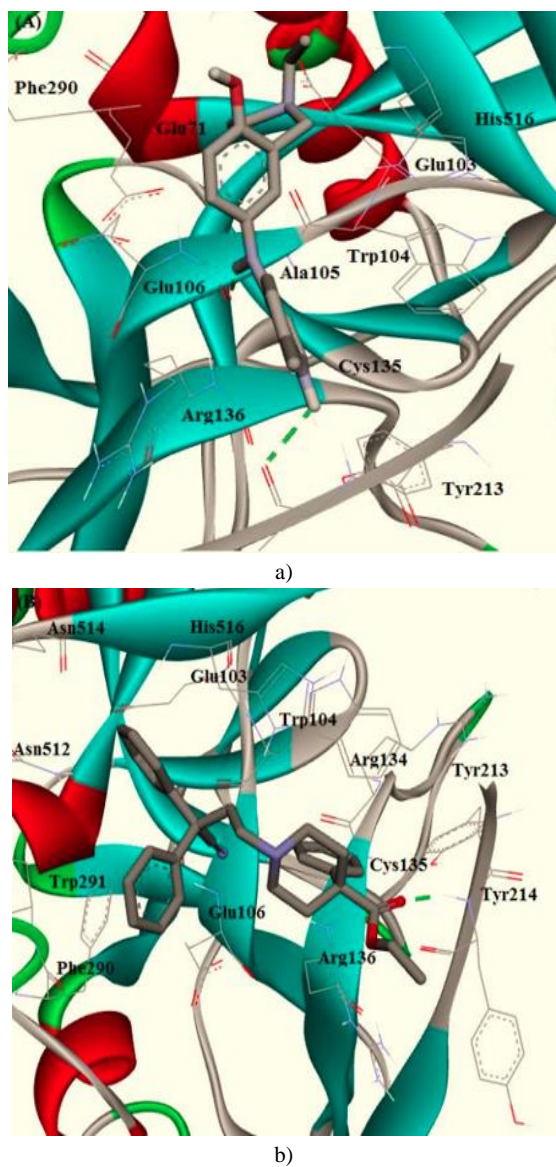 (A)
Phe290
Glu71
His516
Glu103
Trp104
Ala105
Glu106
Cys135
Arg136
Tyr213
a)
(B
Asn514
His516
Glu103
Trp104
Asn512
Arg134
Tyr213
Cys135
Trp291
Tyr214
Glu106
Arg136
Phe290
b)